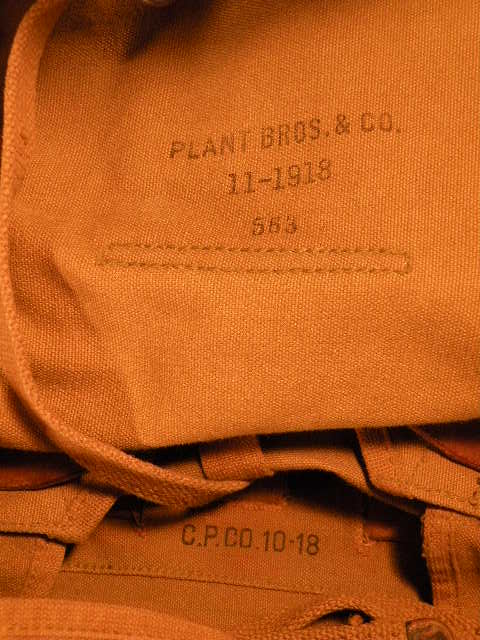 PLANT BROS. & CO.
11-1918
563
C.P.CO. 10-18